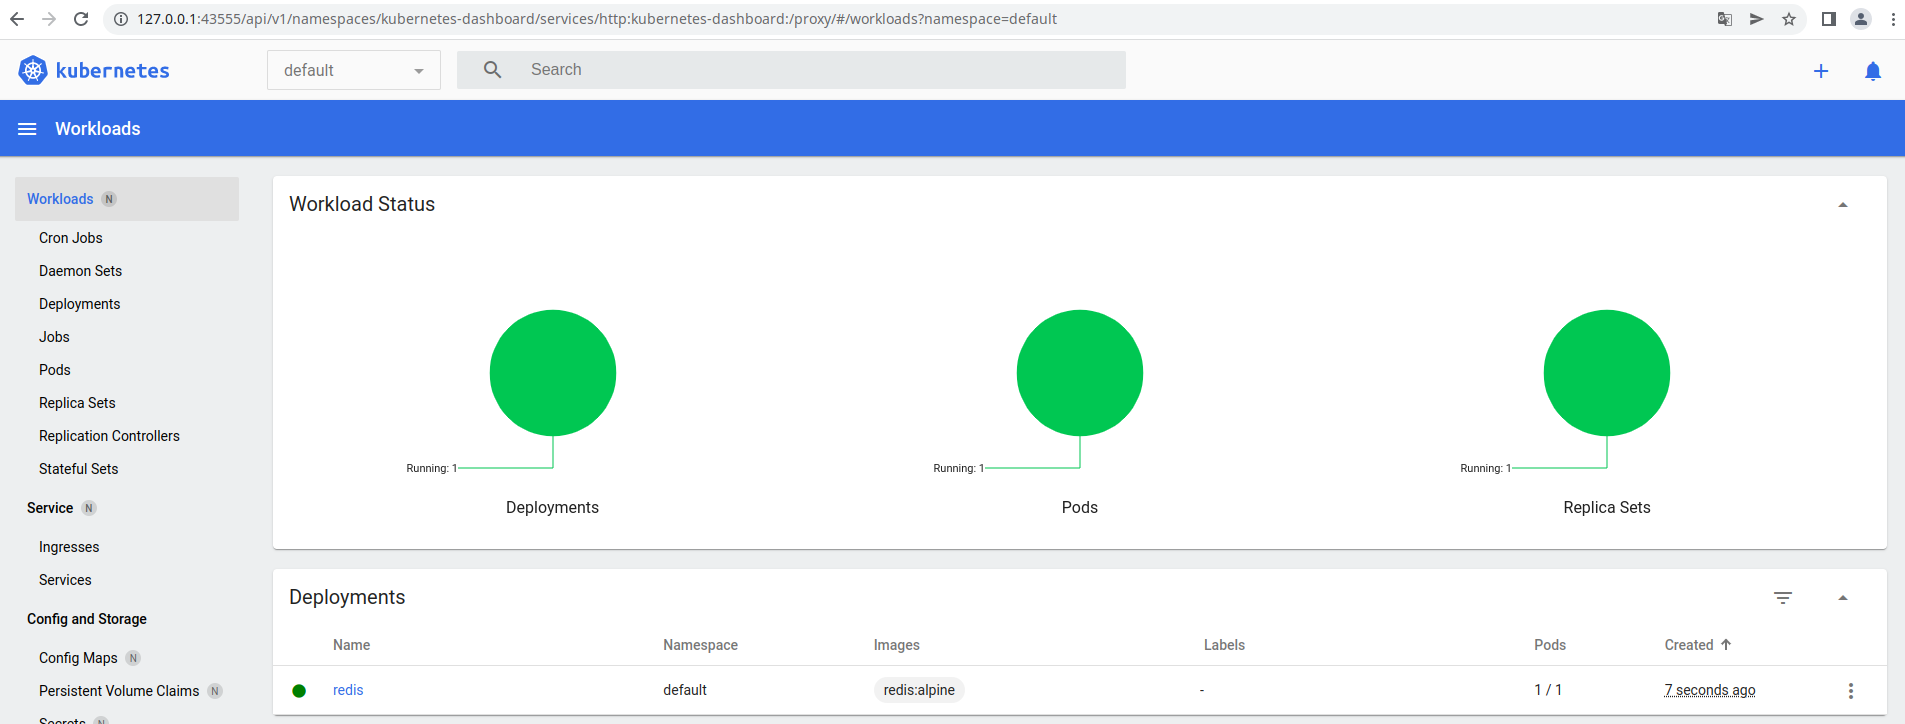 127.0.0.1:43555/api/v1/namespaces/kubernetes-dashboard/services/http:kubernetes-dashboard:/proxy/#/workloads?namespace=default
kubernetes
default
Search
Workloads
Workloads N
Cron Jobs
Daemon Sets
Deployments
Jobs
Pods
Replica Sets
Replication Controllers
Stateful Sets
Service N
Ingresses
Services
Config and Storage
Config Maps N
Persistent Volume Claims N
Secrets N
Workload Status
Running: 1
Deployments
Running: 1
Pods
Running: 1
Replica Sets
Deployments
Name Namespace Images Labels Pods Created
redis default redis:alpine - 1 / 1 7 seconds ago